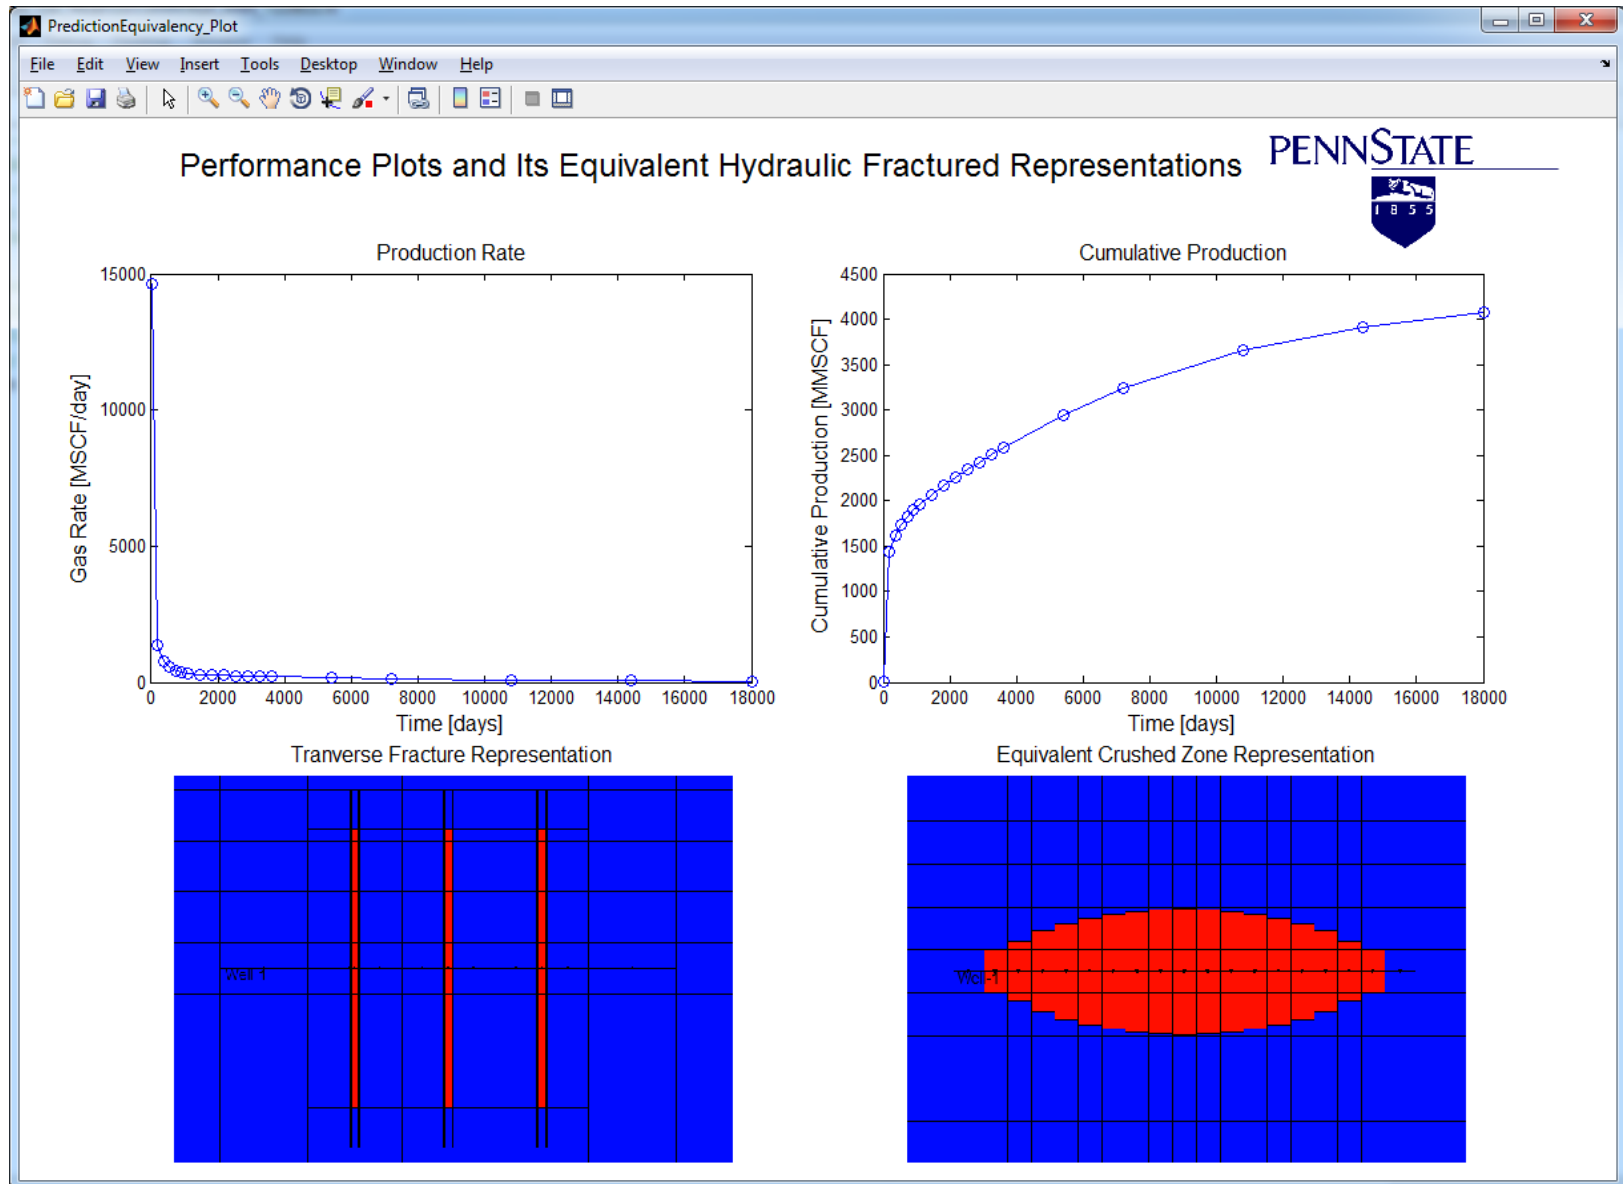 PredictionEquivalency_Plot
File Edit View Insert Tools Desktop Window Help
Performance Plots and Its Equivalent Hydraulic Fractured Representations
PENNSTATE
1855
Production Rate
15000
10000
5000
0
Gas Rate [MSCF/day]
0 2000 4000 6000 8000 10000 12000 14000 16000 18000
Time [days]
Cumulative Production
4500
4000
3500
3000
2500
2000
1500
1000
500
0
Cumulative Production [MMSCF]
0 2000 4000 6000 8000 10000 12000 14000 16000 18000
Time [days]
Tranverse Fracture Representation
Well-1
Equivalent Crushed Zone Representation
Well-1